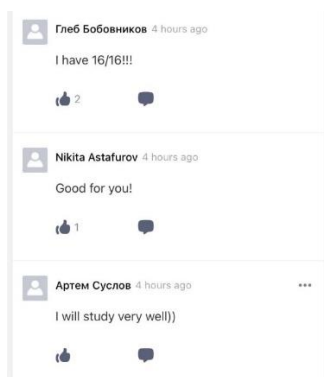 Глеб Бобовников 4 hours ago
I have 16/16!!!
2
Nikita Astafurov 4 hours ago
Good for you!
1
Артем Суслов 4 hours ago
I will study very well))